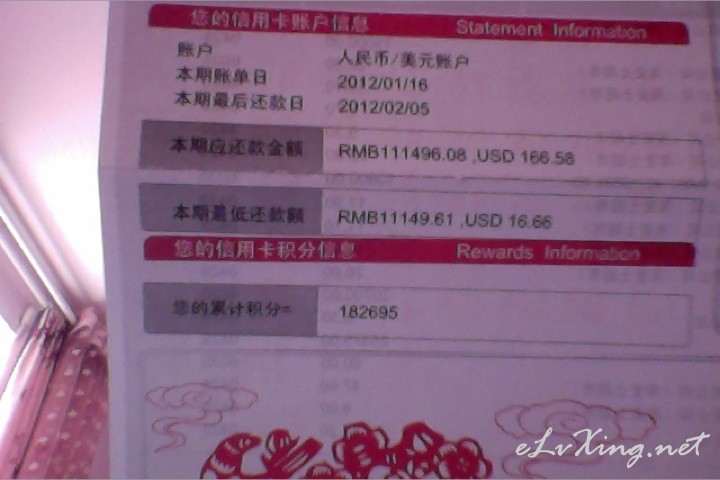 您的信用卡账户信息 Statement Information
账户 人民币/美元账户
本期账单日 2012/01/16
本期最后还款日 2012/02/05
本期应还款金额 RMB111496.08 ,USD 166.58
本期最低还款额 RMB11149.61 ,USD 16.66
您的信用卡积分信息 Rewards Information
您的累计积分= 182695
eLvXing.net